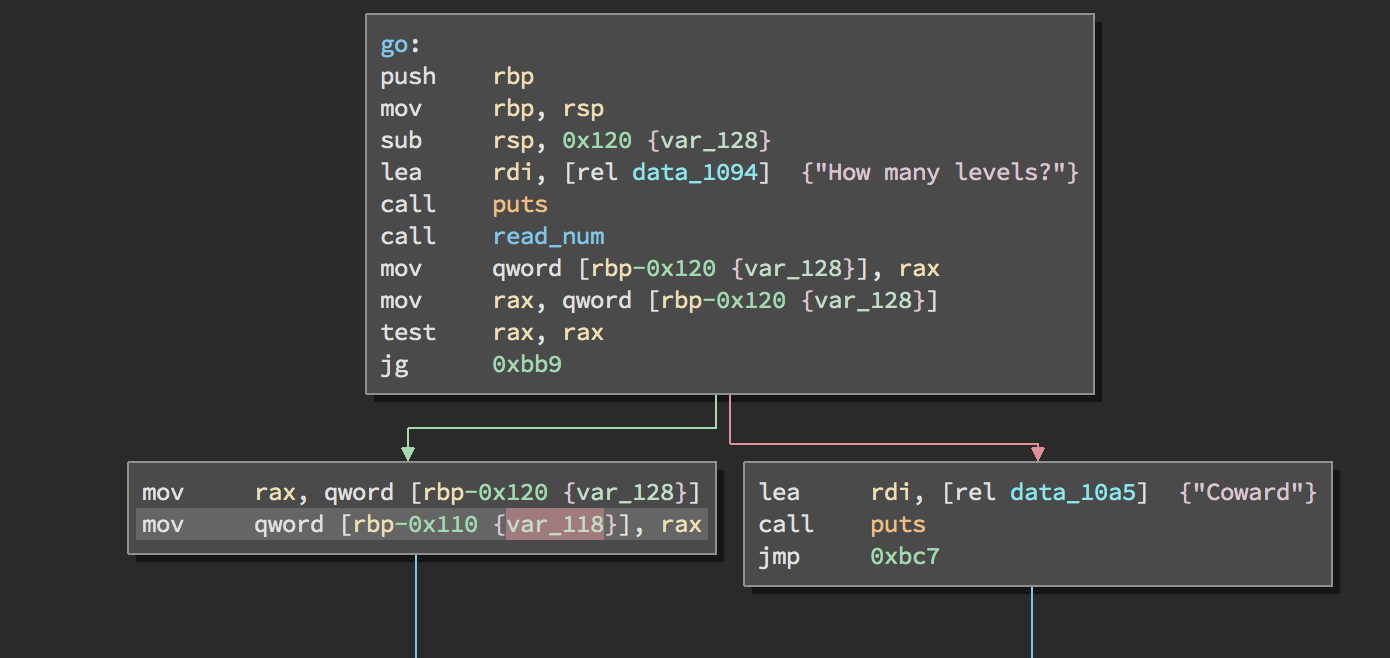 go:
push rbp
mov rbp, rsp
sub rsp, 0x120 {var_128}
lea rdi, [rel data_1094] {"How many levels?"}
call puts
call read_num
mov qword [rbp-0x120 {var_128}], rax
mov rax, qword [rbp-0x120 {var_128}]
test rax, rax
jg 0xbb9
mov rax, qword [rbp-0x120 {var_128}]
mov qword [rbp-0x110 {var_118}], rax
lea rdi, [rel data_10a5] {"Coward"}
call puts
jmp 0xbc7